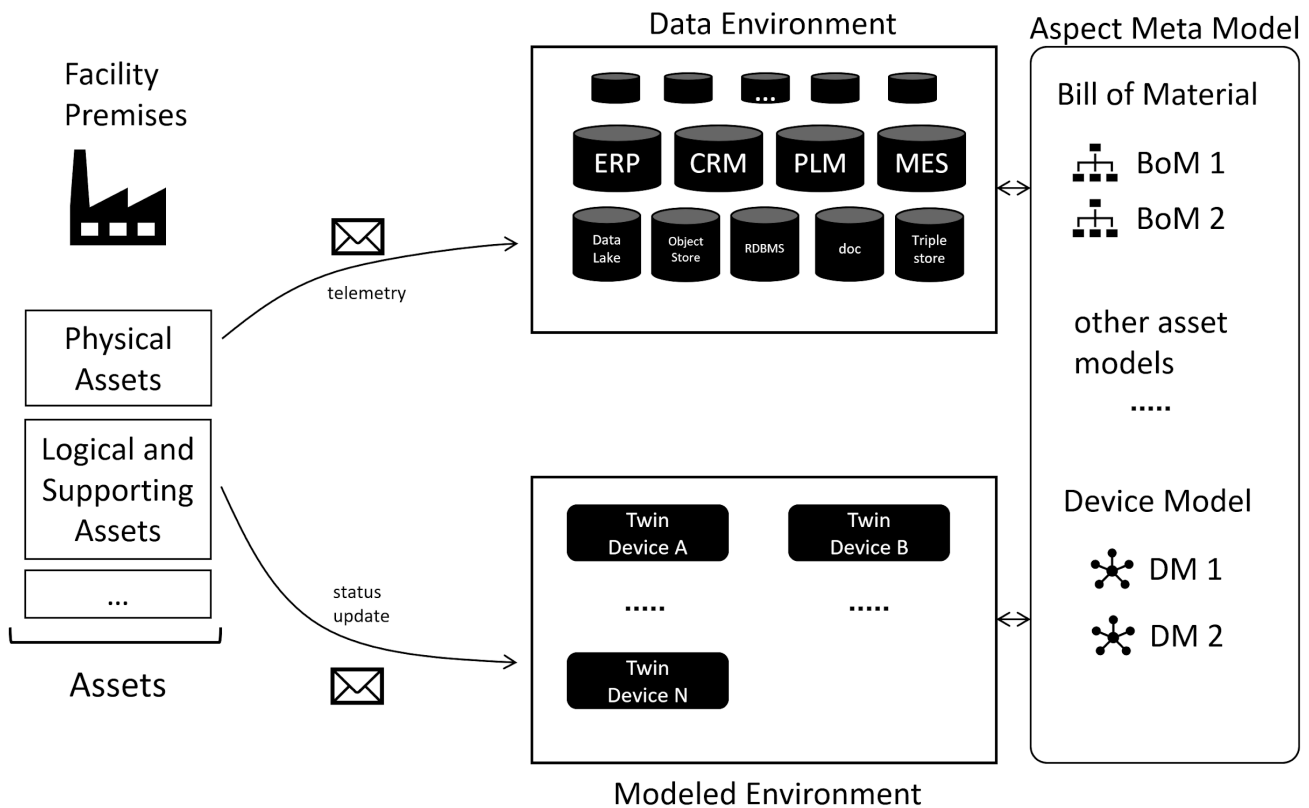 Facility
Premises
Physical
Assets
Logical and
Supporting
Assets
...
Assets
telemetry
status
update
Data Environment
...
ERP
CRM
PLM
MES
Data
Lake
Object
Store
RDBMS
doc
Triple
store
Twin
Device A
Twin
Device B
.....
.....
Twin
Device N
Modeled Environment
Aspect Meta Model
Bill of Material
BoM 1
BoM 2
other asset
models
.....
Device Model
DM 1
DM 2